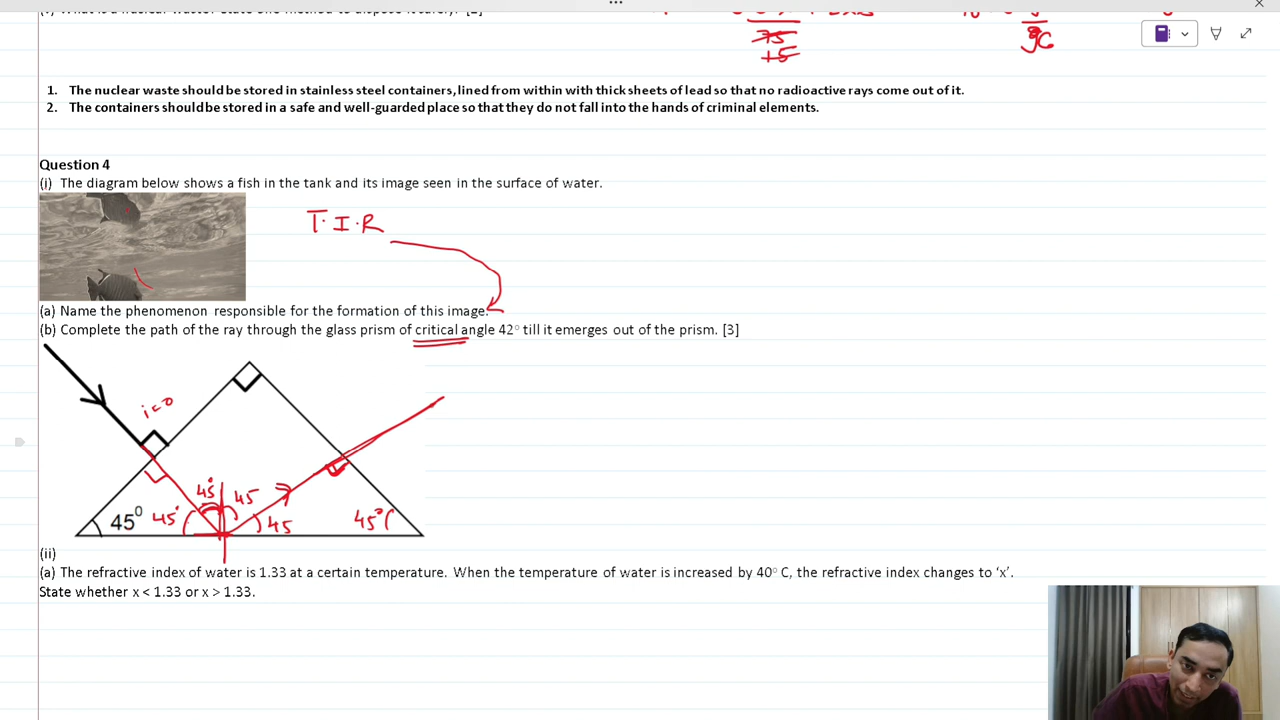 75
+5
1. The nuclear waste should be stored in stainless steel containers, lined from within with thick sheets of lead so that no radioactive rays come out of it.
2. The containers should be stored in a safe and well-guarded place so that they do not fall into the hands of criminal elements.
Question 4
(i) The diagram below shows a fish in the tank and its image seen in the surface of water.
T.I.R
(a) Name the phenomenon responsible for the formation of this image.
(b) Complete the path of the ray through the glass prism of critical angle 42° till it emerges out of the prism. [3]
i=0
45° 45
45⁰ 45° 45 45°
(ii)
(a) The refractive index of water is 1.33 at a certain temperature. When the temperature of water is increased by 40° C, the refractive index changes to ‘x’.
State whether x < 1.33 or x > 1.33.